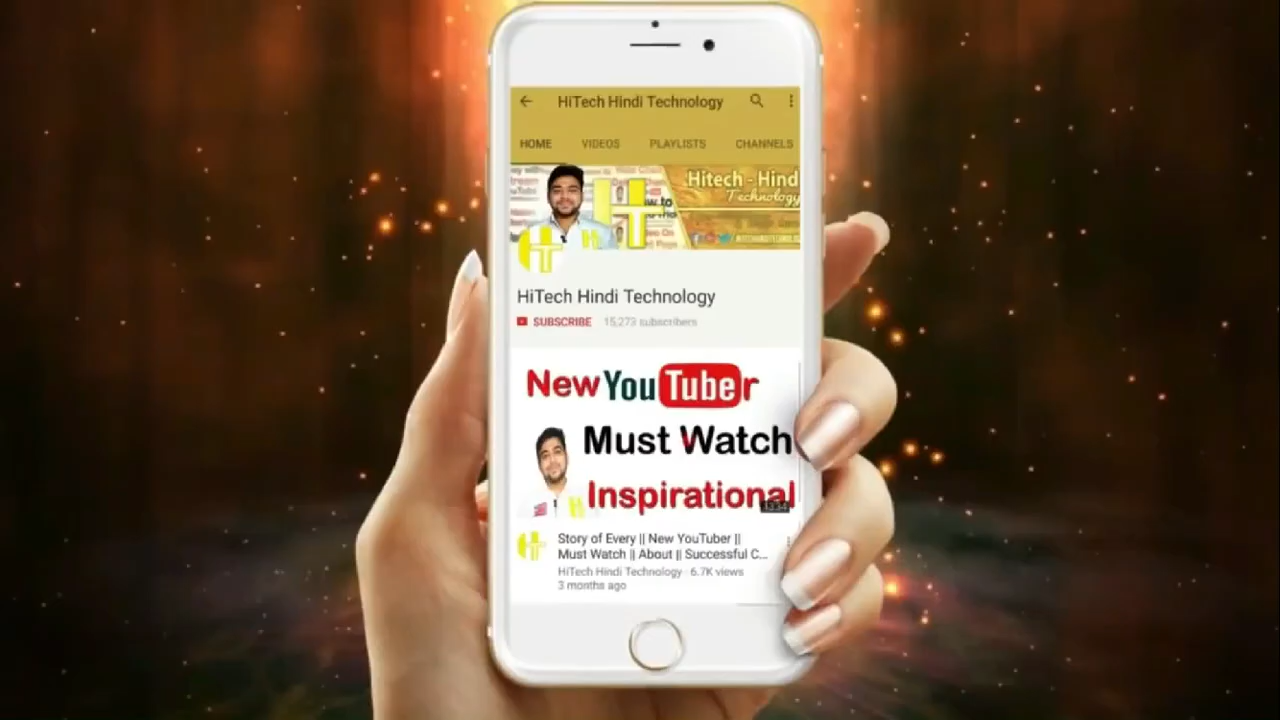 HiTech Hindi Technology
HOME VIDEOS PLAYLISTS CHANNELS
Hitech - Hind
Technology
HT
HiTech Hindi Technology
SUBSCRIBE 15,273 subscribers
New YouTuber
Must Watch
Inspirational
Story of Every || New YouTuber ||
Must Watch || About || Successful C...
HiTech Hindi Technology · 6.7K views
3 months ago